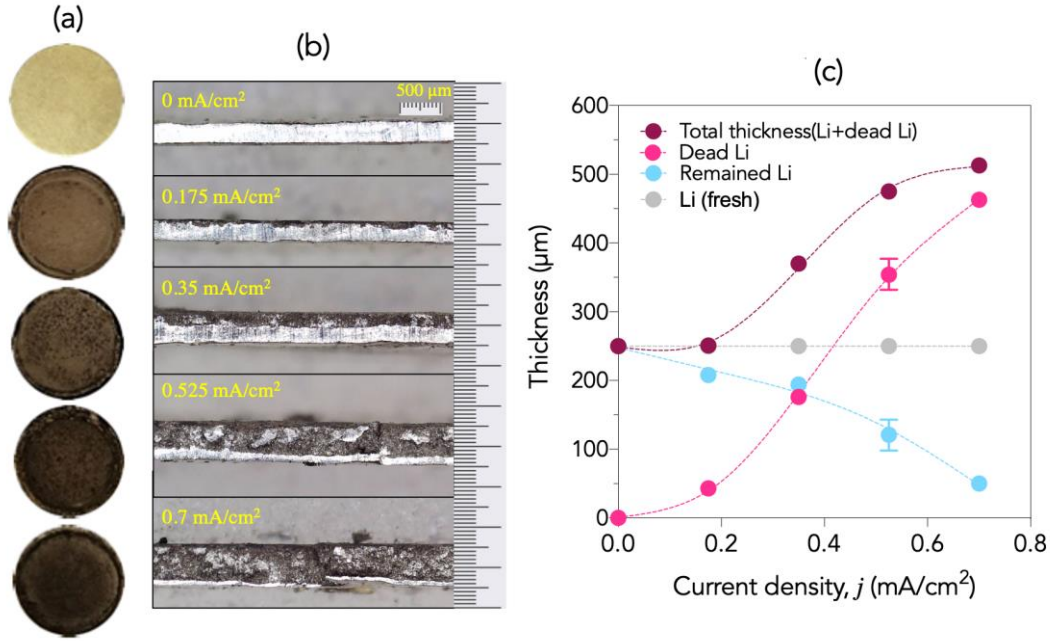 (a)
(b)
0 mA/cm²
500 μm
0.175 mA/cm²
0.35 mA/cm²
0.525 mA/cm²
0.7 mA/cm²
(c)
Total thickness(Li+dead Li)
Dead Li
Remained Li
Li (fresh)
Thickness (μm)
600
500
400
300
200
100
0
0.0
0.2
0.4
0.6
0.8
Current density, j (mA/cm²)